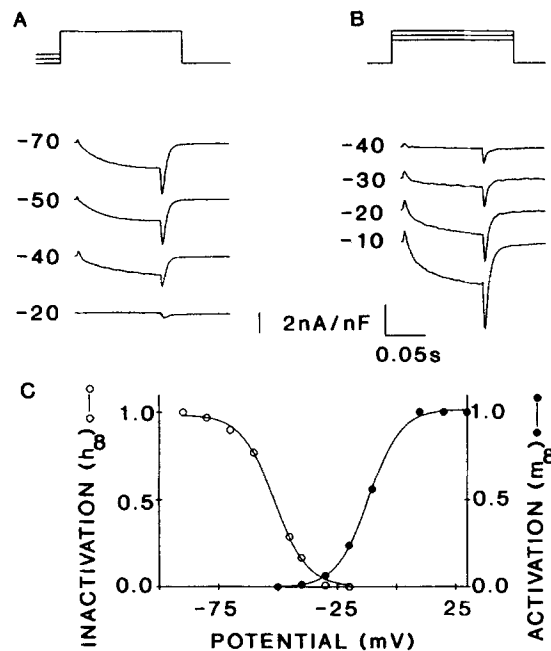 A
B
-70
-50
-40
-20
-40
-30
-20
-10
2nA/nF
0.05s
C
INACTIVATION (h∞)
1.0
0.5
0.0
1.0
0.5
0.0
ACTIVATION (m∞)
-75
-25
25
POTENTIAL (mV)